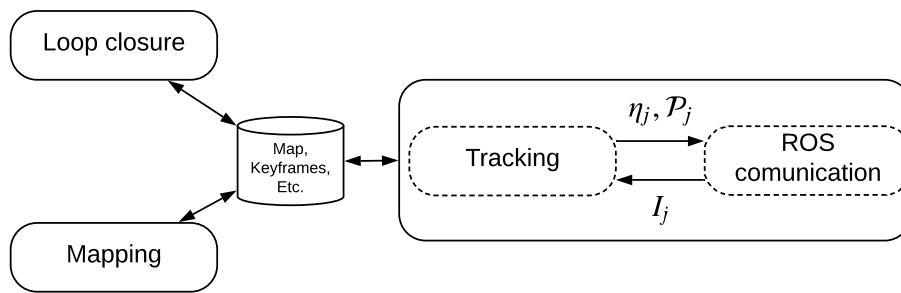 Loop closure
Map,
Keyframes,
Etc.
Mapping
η_j, 𝒫_j
Tracking
ROS
comunication
I_j